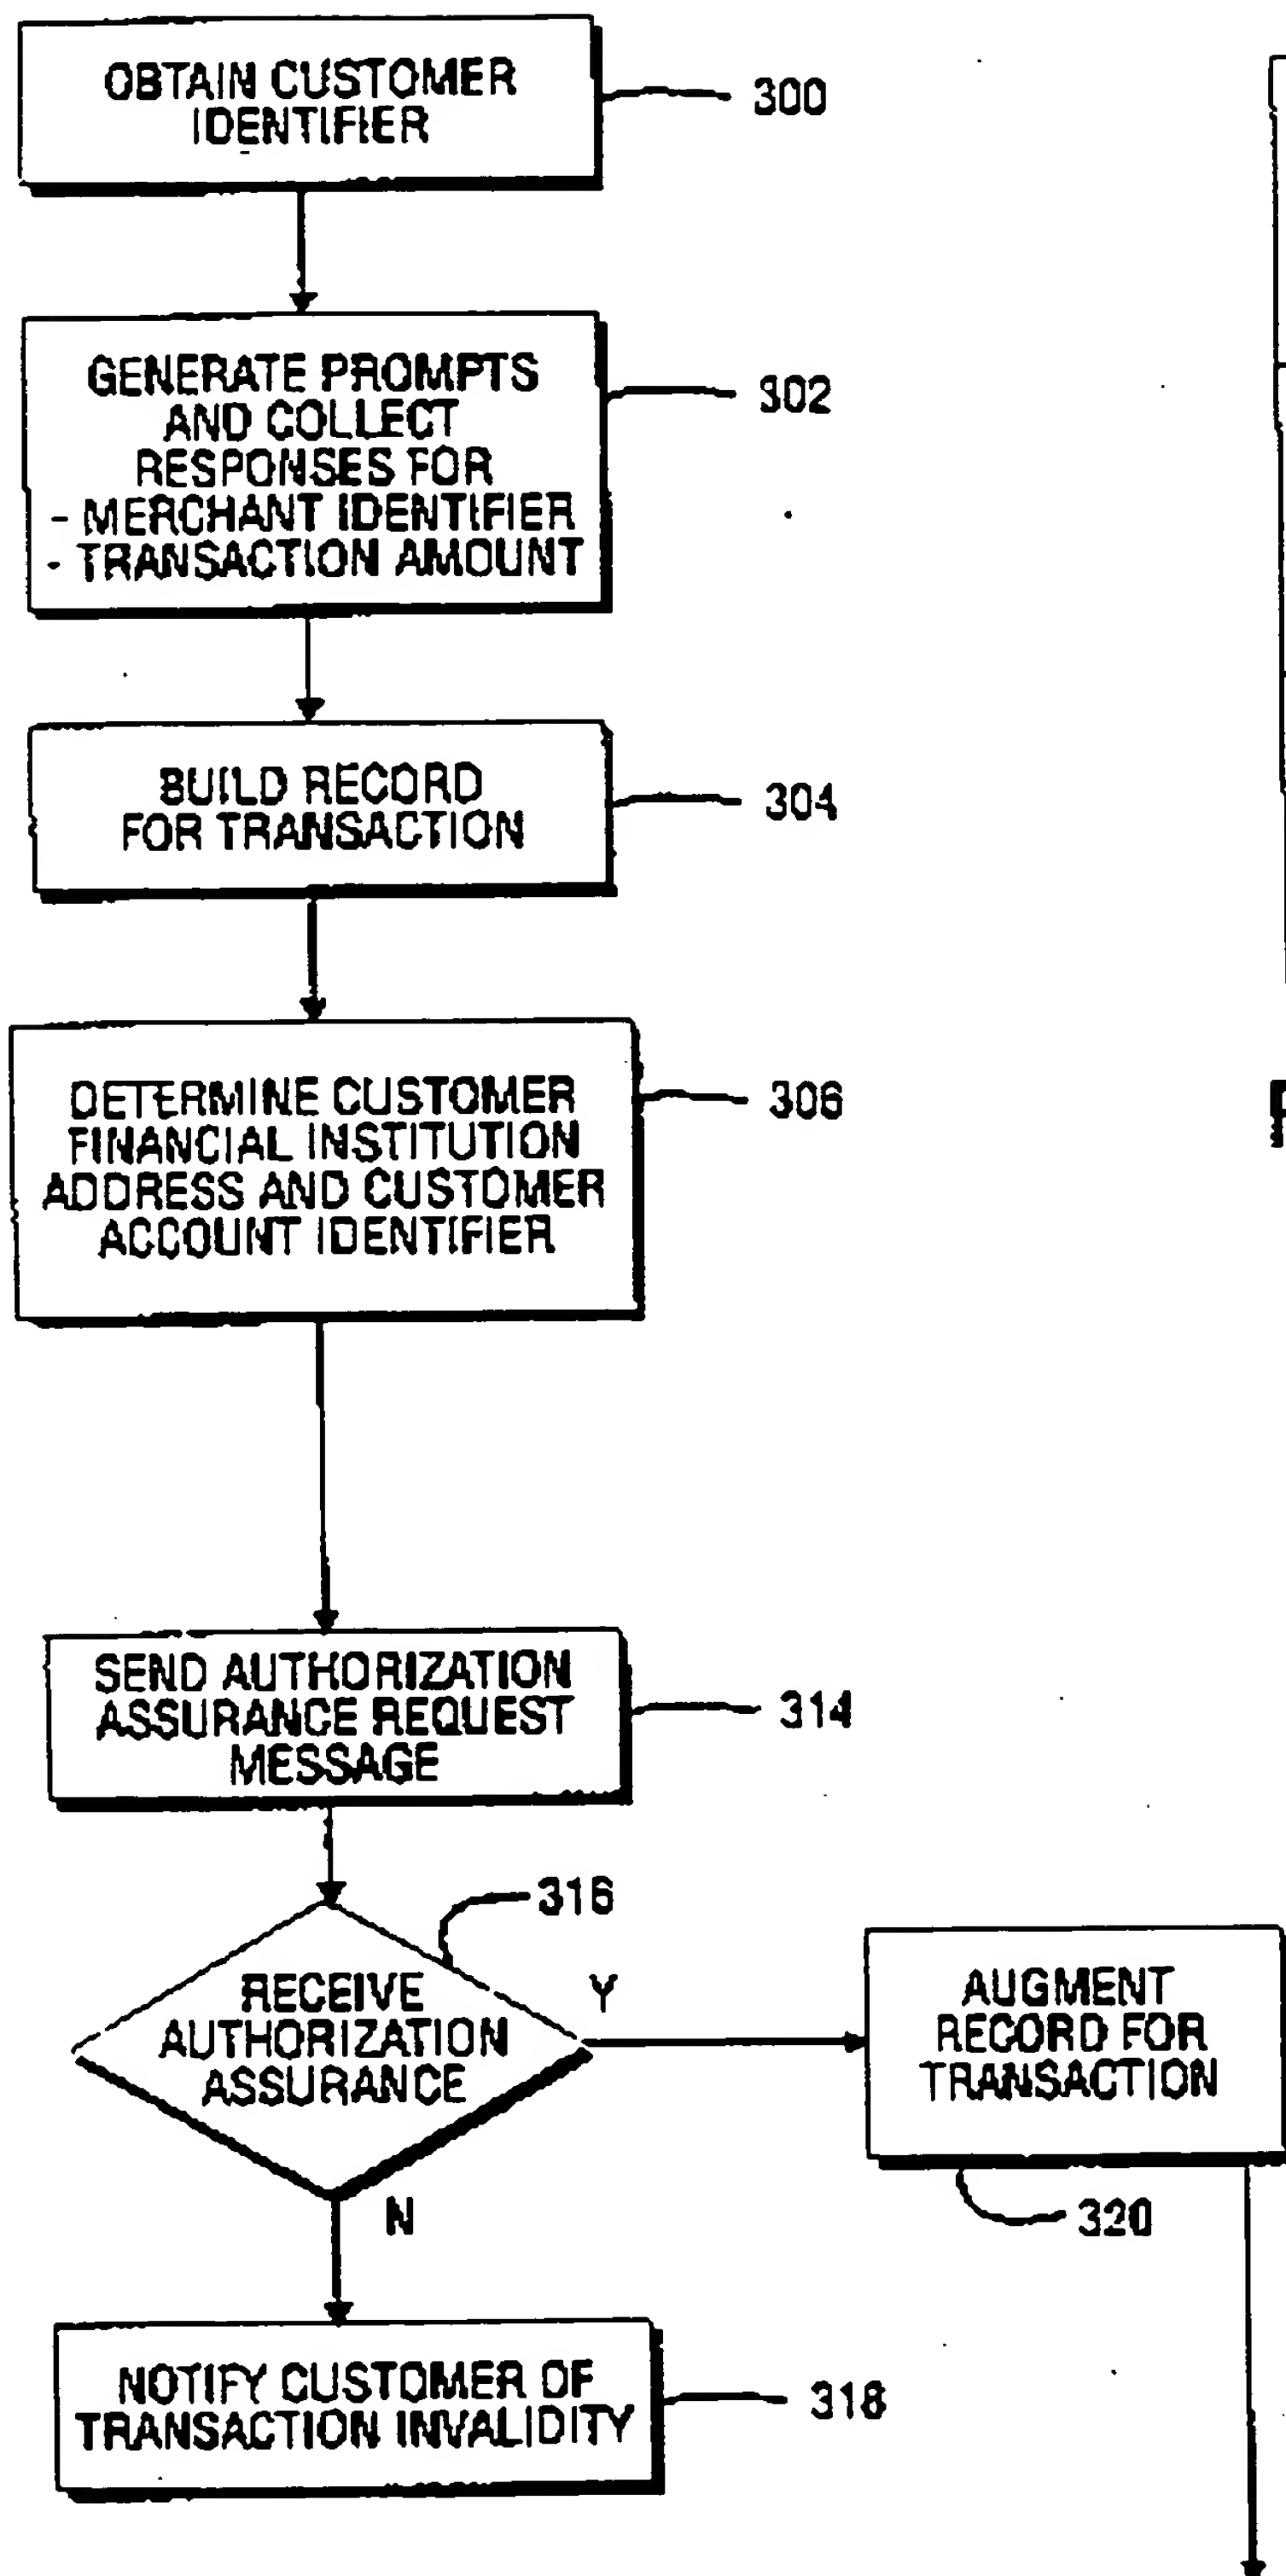 OBTAIN CUSTOMER
IDENTIFIER
300
GENERATE PROMPTS
AND COLLECT
RESPONSES FOR
- MERCHANT IDENTIFIER
- TRANSACTION AMOUNT
302
BUILD RECORD
FOR TRANSACTION
304
DETERMINE CUSTOMER
FINANCIAL INSTITUTION
ADDRESS AND CUSTOMER
ACCOUNT IDENTIFIER
306
SEND AUTHORIZATION
ASSURANCE REQUEST
MESSAGE
314
316
RECEIVE
AUTHORIZATION
ASSURANCE
Y
N
AUGMENT
RECORD FOR
TRANSACTION
320
NOTIFY CUSTOMER OF
TRANSACTION INVALIDITY
318